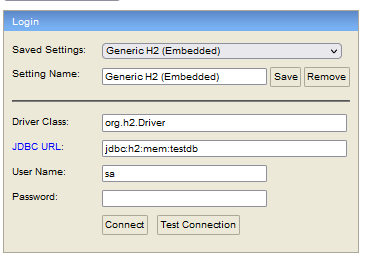 Login
Saved Settings: Generic H2 (Embedded)
Setting Name: Generic H2 (Embedded) Save Remove
Driver Class: org.h2.Driver
JDBC URL: jdbc:h2:mem:testdb
User Name: sa
Password:
Connect Test Connection